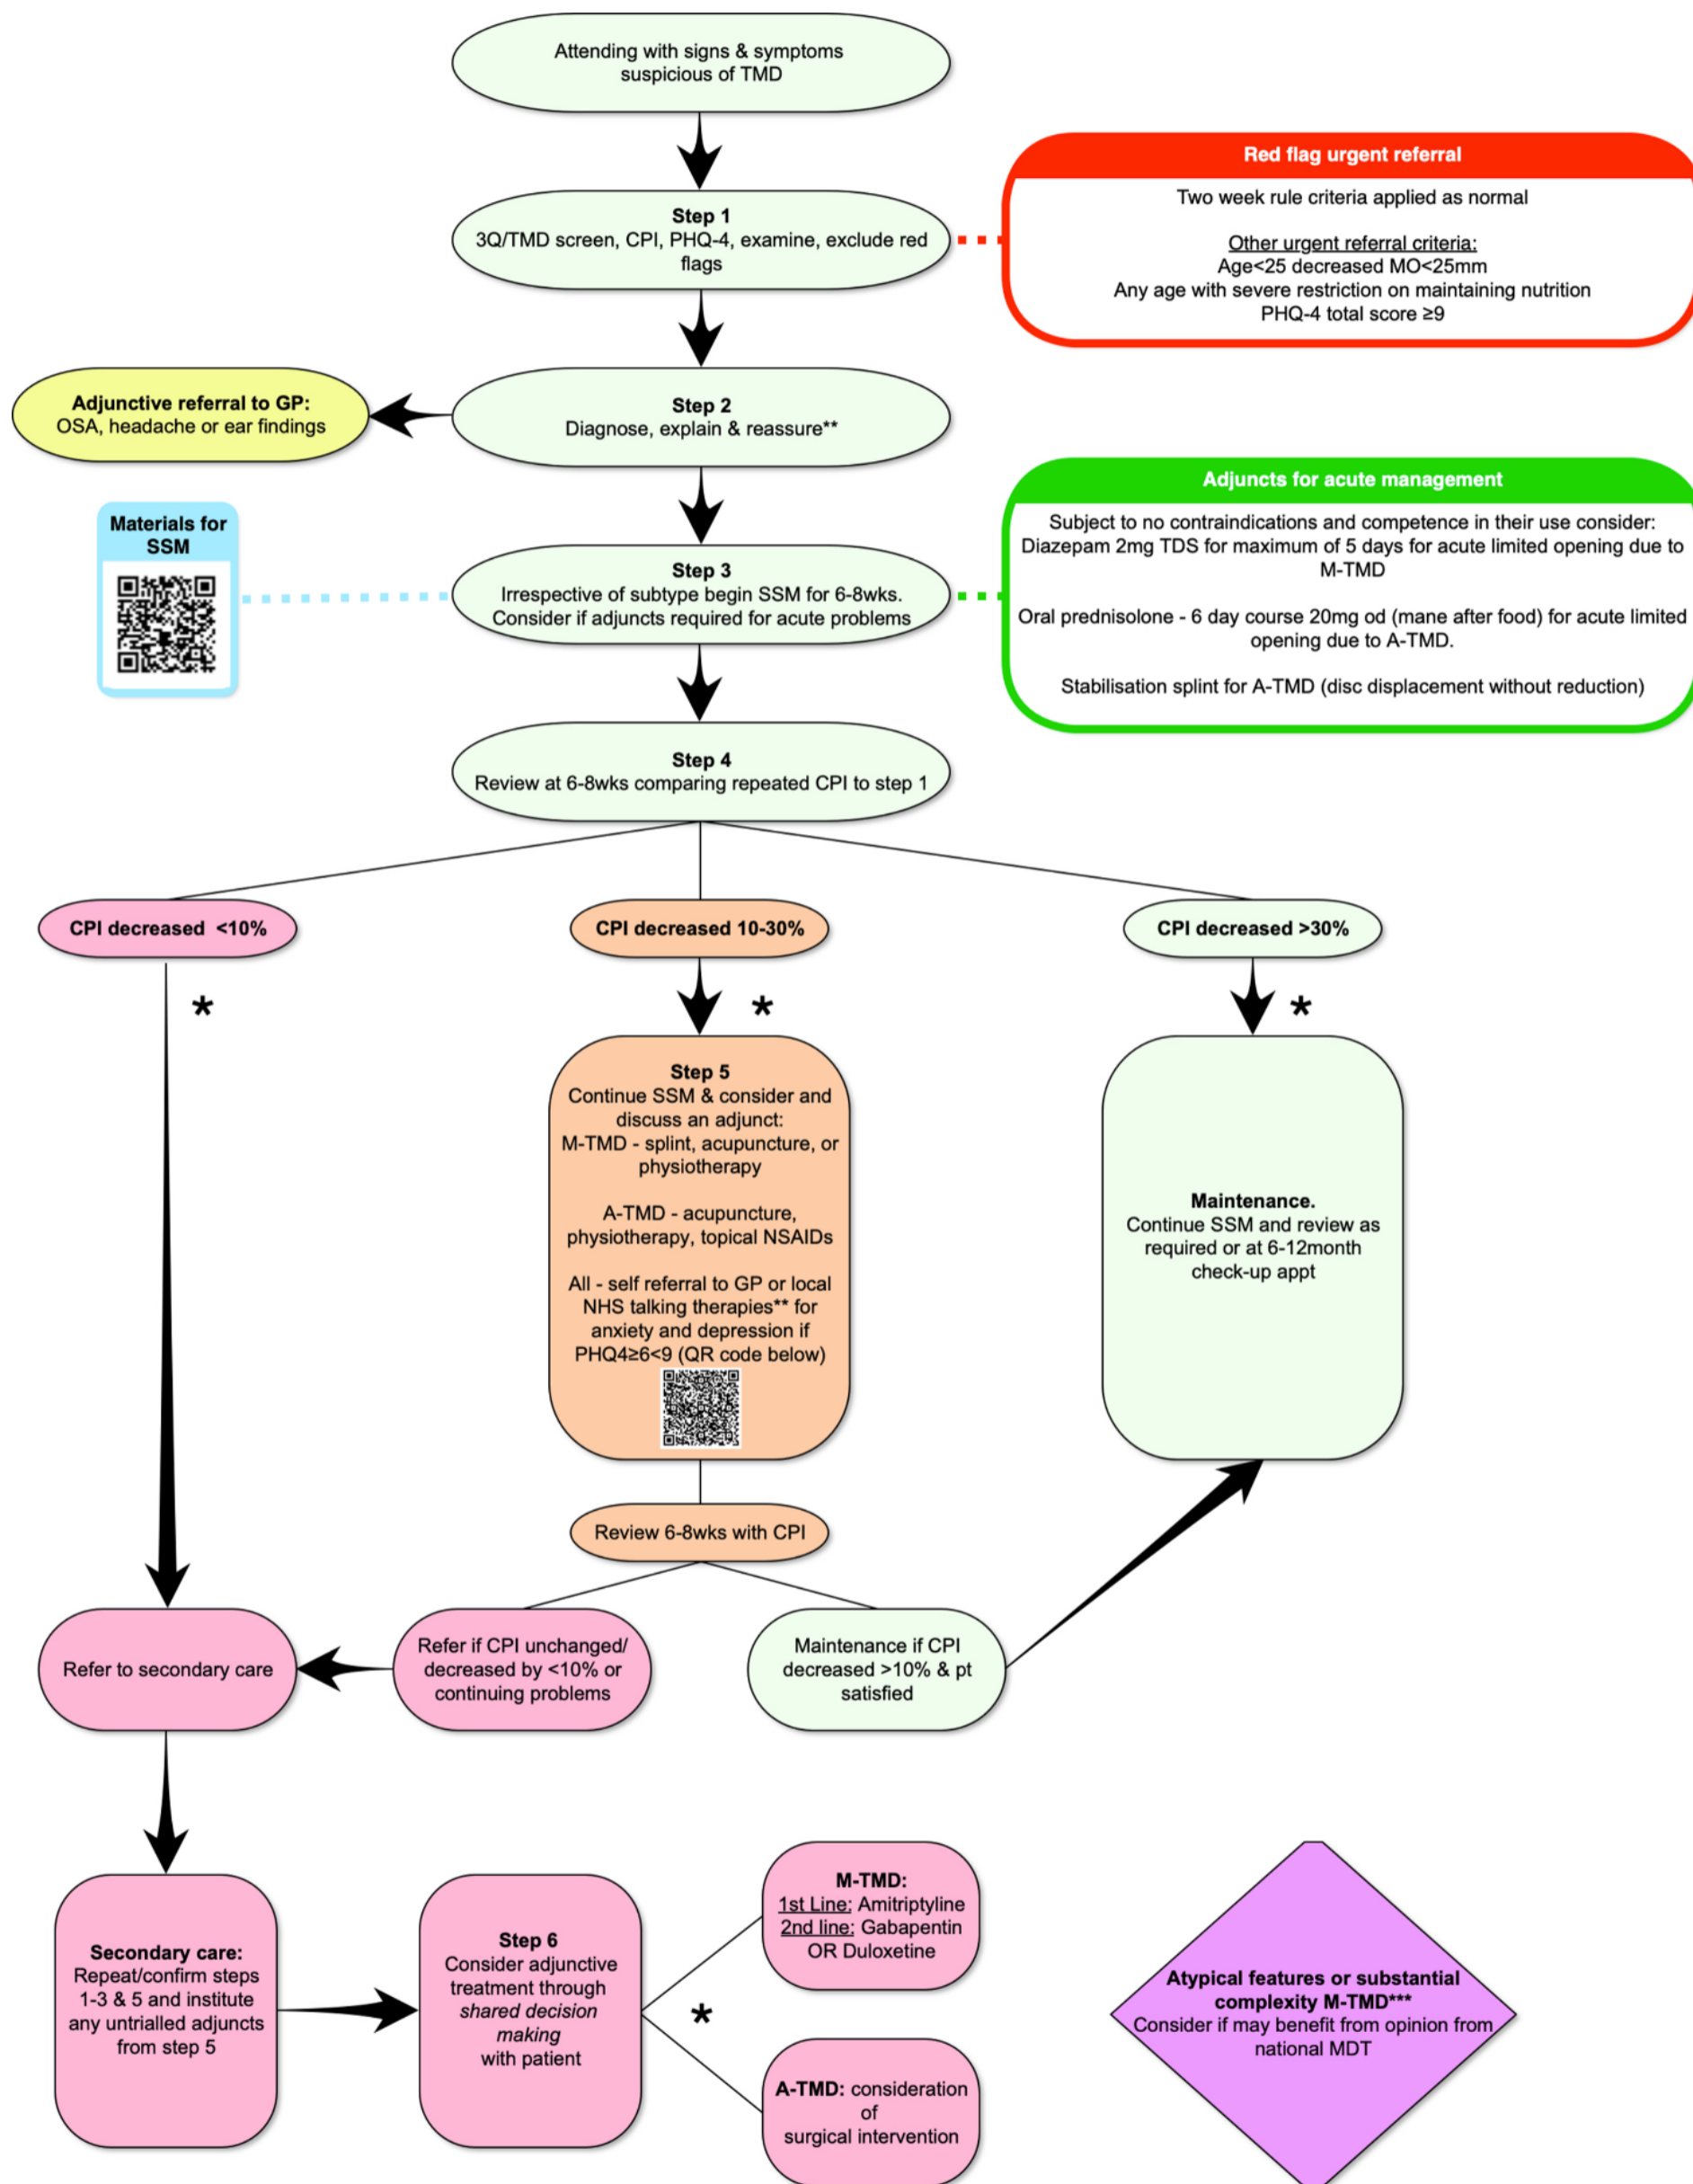 Attending with signs & symptoms
suspicious of TMD
Step 1
3Q/TMD screen, CPI, PHQ-4, examine, exclude red
flags
Red flag urgent referral
Two week rule criteria applied as normal
Other urgent referral criteria:
Age<25 decreased MO<25mm
Any age with severe restriction on maintaining nutrition
PHQ-4 total score ≥9
Adjunctive referral to GP:
OSA, headache or ear findings
Step 2
Diagnose, explain & reassure**
Materials for
SSM
Step 3
Irrespective of subtype begin SSM for 6-8wks.
Consider if adjuncts required for acute problems
Adjuncts for acute management
Subject to no contraindications and competence in their use consider:
Diazepam 2mg TDS for maximum of 5 days for acute limited opening due to
M-TMD
Oral prednisolone - 6 day course 20mg od (mane after food) for acute limited
opening due to A-TMD.
Stabilisation splint for A-TMD (disc displacement without reduction)
Step 4
Review at 6-8wks comparing repeated CPI to step 1
CPI decreased <10%
CPI decreased 10-30%
CPI decreased >30%
*
*
*
Step 5
Continue SSM & consider and
discuss an adjunct:
M-TMD - splint, acupuncture, or
physiotherapy
A-TMD - acupuncture,
physiotherapy, topical NSAIDs
All - self referral to GP or local
NHS talking therapies** for
anxiety and depression if
PHQ4≥6<9 (QR code below)
Maintenance.
Continue SSM and review as
required or at 6-12month
check-up appt
Review 6-8wks with CPI
Refer to secondary care
Refer if CPI unchanged/
decreased by <10% or
continuing problems
Maintenance if CPI
decreased >10% & pt
satisfied
Secondary care:
Repeat/confirm steps
1-3 & 5 and institute
any untrialled adjuncts
from step 5
Step 6
Consider adjunctive
treatment through
shared decision
making
with patient
*
M-TMD:
1st Line: Amitriptyline
2nd line: Gabapentin
OR Duloxetine
A-TMD: consideration
of
surgical intervention
Atypical features or substantial
complexity M-TMD***
Consider if may benefit from opinion from
national MDT